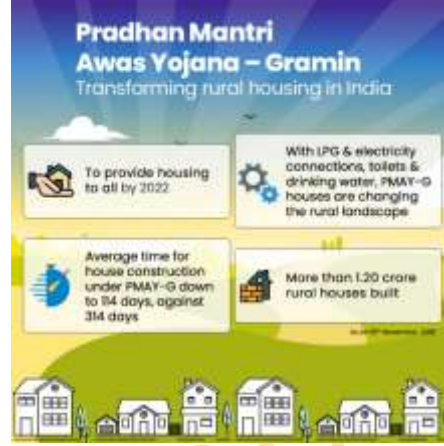 Pradhan Mantri
Awas Yojana – Gramin
Transforming rural housing in India
To provide housing
to all by 2022
With LPG & electricity
connections, toilets &
drinking water, PMAY-G
houses are changing
the rural landscape
Average time for
house construction
under PMAY-G down
to 114 days, against
314 days
More than 1.20 crore
rural houses built